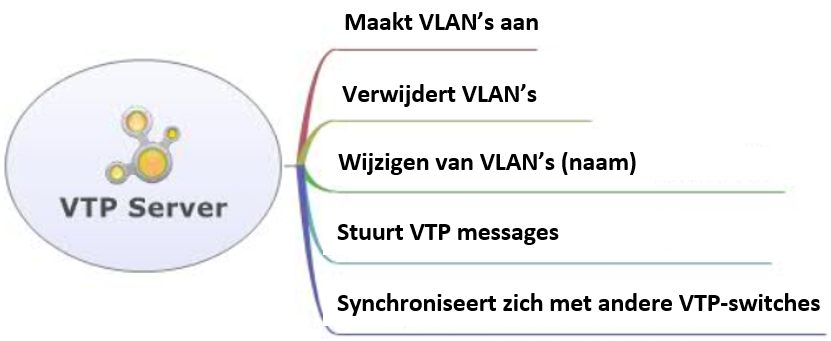 Maakt VLAN’s aan
Verwijdert VLAN’s
Wijzigen van VLAN’s (naam)
VTP Server
Stuurt VTP messages
Synchroniseert zich met andere VTP-switches